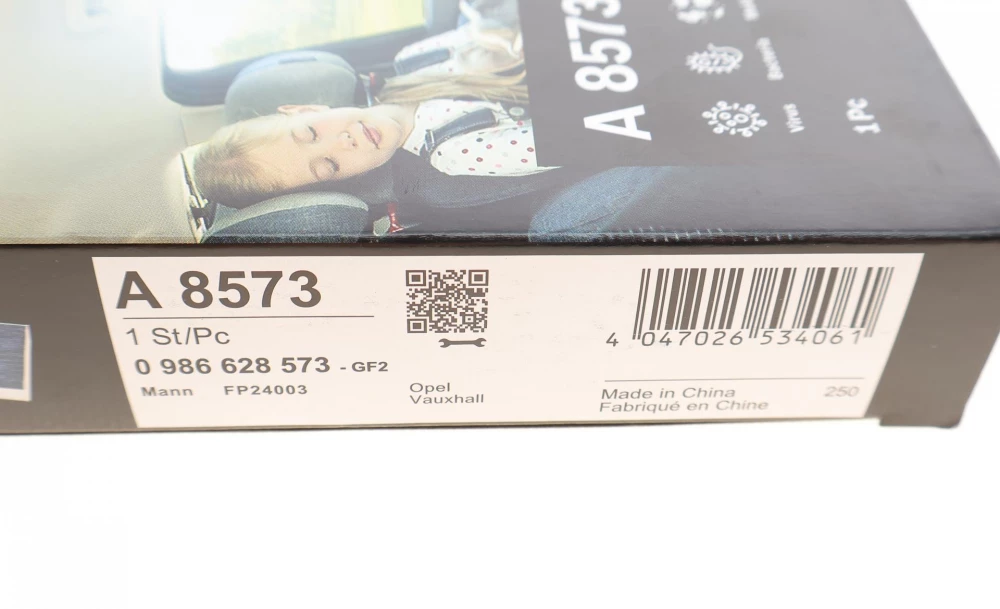 A 8573
Virus
Bacteria
1 Pc
A 8573
1 St/Pc
0 986 628 573 - GF2
Mann FP24003
Opel
Vauxhall
4 047026 534061
Made in China
Fabriqué en Chine
250